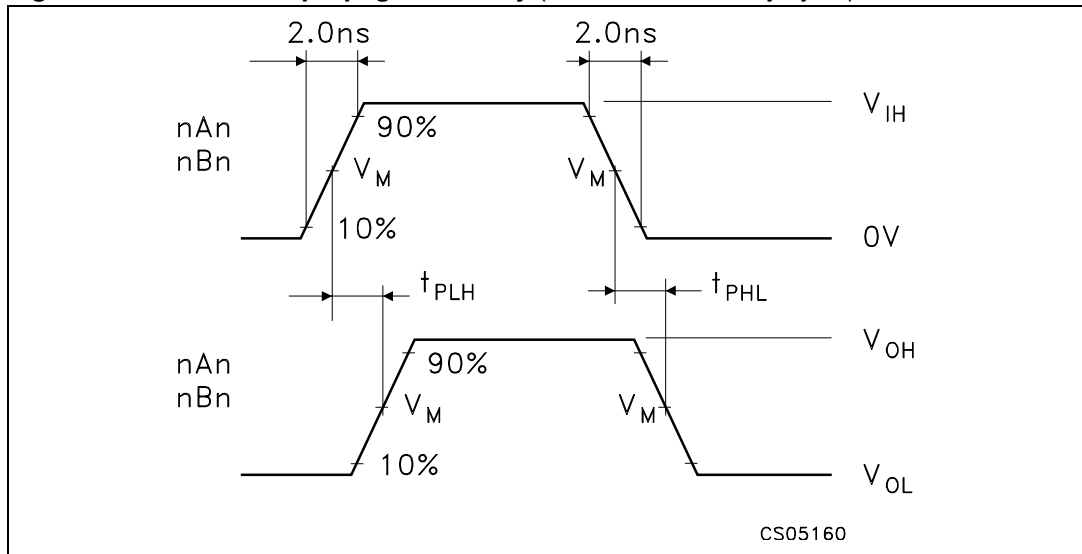 2.0ns 2.0ns
V_IH
nAn
nBn
90%
V_M V_M
10%
0V
t_PLH t_PHL
V_OH
nAn
nBn
90%
V_M V_M
10%
V_OL
CS05160